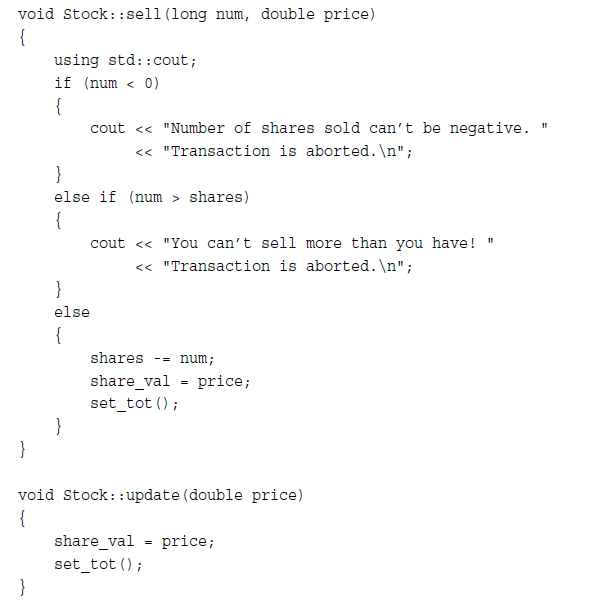 void Stock::sell(long num, double price)
{
    using std::cout;
    if (num < 0)
    {
        cout << "Number of shares sold can’t be negative. "
             << "Transaction is aborted.\n";
    }
    else if (num > shares)
    {
        cout << "You can’t sell more than you have! "
             << "Transaction is aborted.\n";
    }
    else
    {
        shares -= num;
        share_val = price;
        set_tot();
    }
}

void Stock::update(double price)
{
    share_val = price;
    set_tot();
}